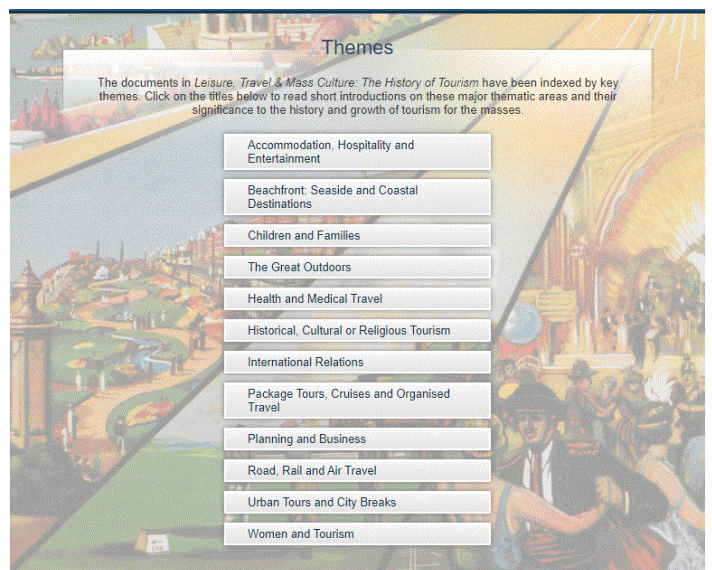 Themes
The documents in Leisure, Travel & Mass Culture: The History of Tourism have been indexed by key
themes. Click on the titles below to read short introductions on these major thematic areas and their
significance to the history and growth of tourism for the masses.
Accommodation, Hospitality and
Entertainment
Beachfront: Seaside and Coastal
Destinations
Children and Families
The Great Outdoors
Health and Medical Travel
Historical, Cultural or Religious Tourism
International Relations
Package Tours, Cruises and Organised
Travel
Planning and Business
Road, Rail and Air Travel
Urban Tours and City Breaks
Women and Tourism